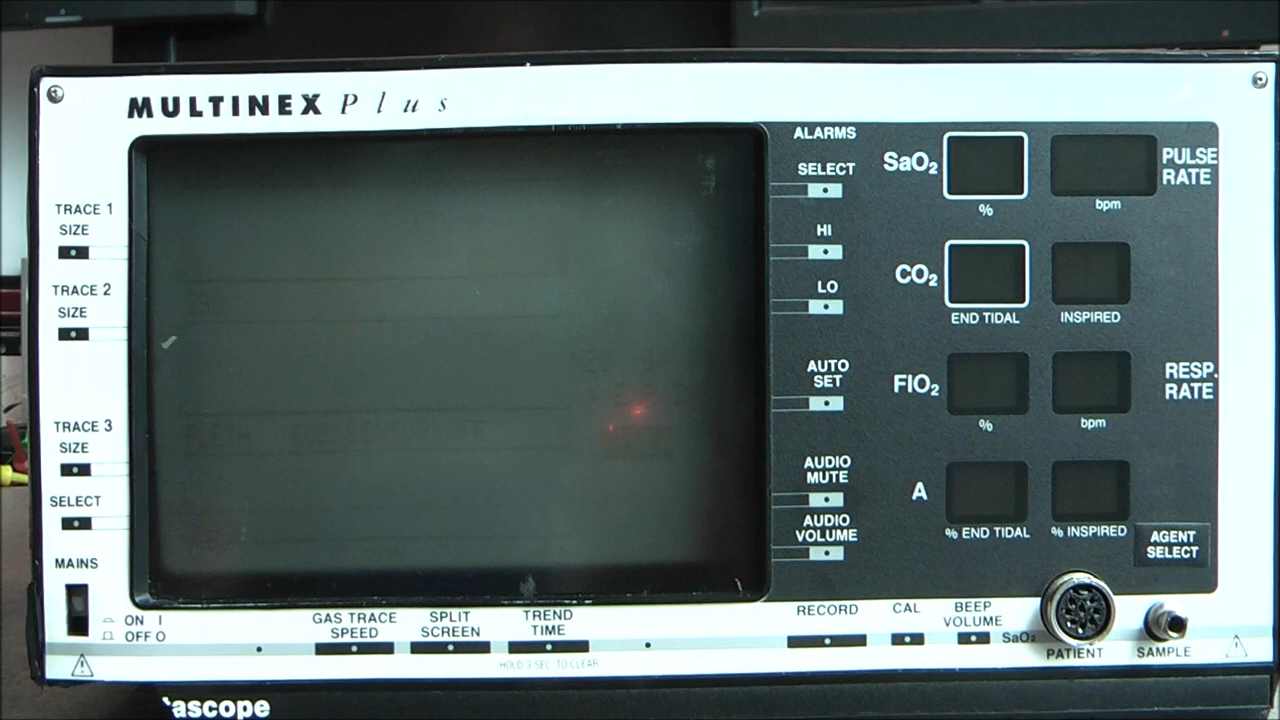 MULTINEX Plus
TRACE 1
SIZE
TRACE 2
SIZE
TRACE 3
SIZE
SELECT
MAINS
ON I
OFF O
ALARMS
SELECT
HI
LO
AUTO
SET
AUDIO
MUTE
AUDIO
VOLUME
SaO₂
%
PULSE
RATE
bpm
CO₂
END TIDAL
INSPIRED
FIO₂
%
RESP.
RATE
bpm
A
% END TIDAL
% INSPIRED
AGENT
SELECT
GAS TRACE
SPEED
SPLIT
SCREEN
TREND
TIME
HOLD 3 SEC. TO CLEAR
RECORD
CAL
BEEP
VOLUME
SaO₂
PATIENT
SAMPLE
ascope